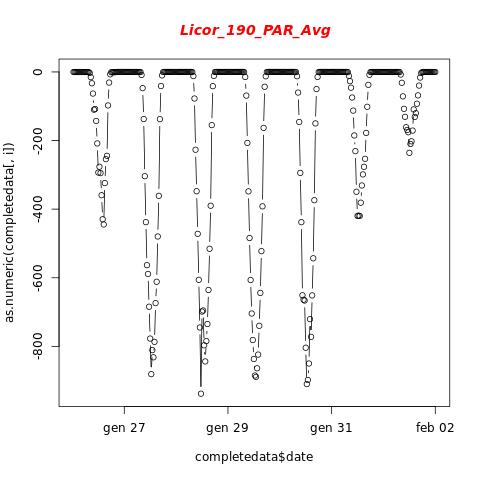 Licor_190_PAR_Avg
as.numeric(completedata[, i])
0
-200
-400
-600
-800
gen 27
gen 29
gen 31
feb 02
completedata$date